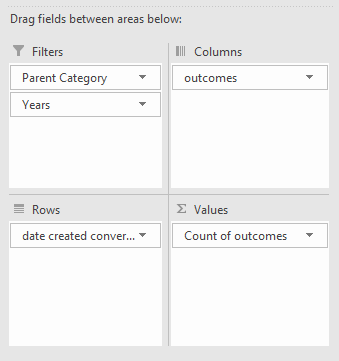 Drag fields between areas below:
Filters
Columns
Parent Category
outcomes
Years
Rows
Σ Values
date created conver...
Count of outcomes